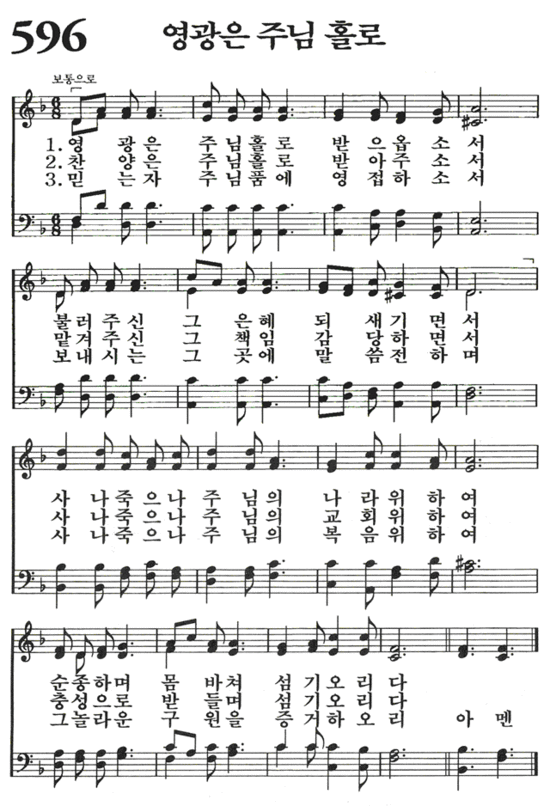 596 영광은 주님 홀로
보통으로
1. 영 광은 주님홀로 받 으옵 소 서
2. 찬 양은 주님홀로 받 아주 소 서
3. 믿 는자 주님품에 영 접하 소 서
불 러주신 그 은혜 되 새기 면서
맡 겨주신 그 책임 감 당하 면서
보 내시는 그 곳에 말 씀전 하며
사 나죽으나 주 님의 나 라위 하여
사 나죽으나 주 님의 교 회위 하여
사 나죽으나 주 님의 복 음위 하여
순종하며 몸 바쳐 섬 기오리 다
충성으로 받 들며 섬 기오리 다
그놀라운 구 원을 증 거하오 리 아 멘